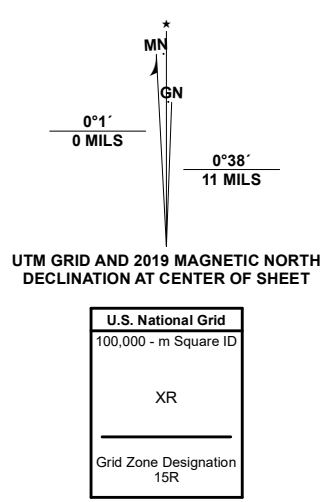 ★
MN
GN
0°1´
0 MILS
0°38´
11 MILS
UTM GRID AND 2019 MAGNETIC NORTH
DECLINATION AT CENTER OF SHEET
U.S. National Grid
100,000 - m Square ID
XR
Grid Zone Designation
15R